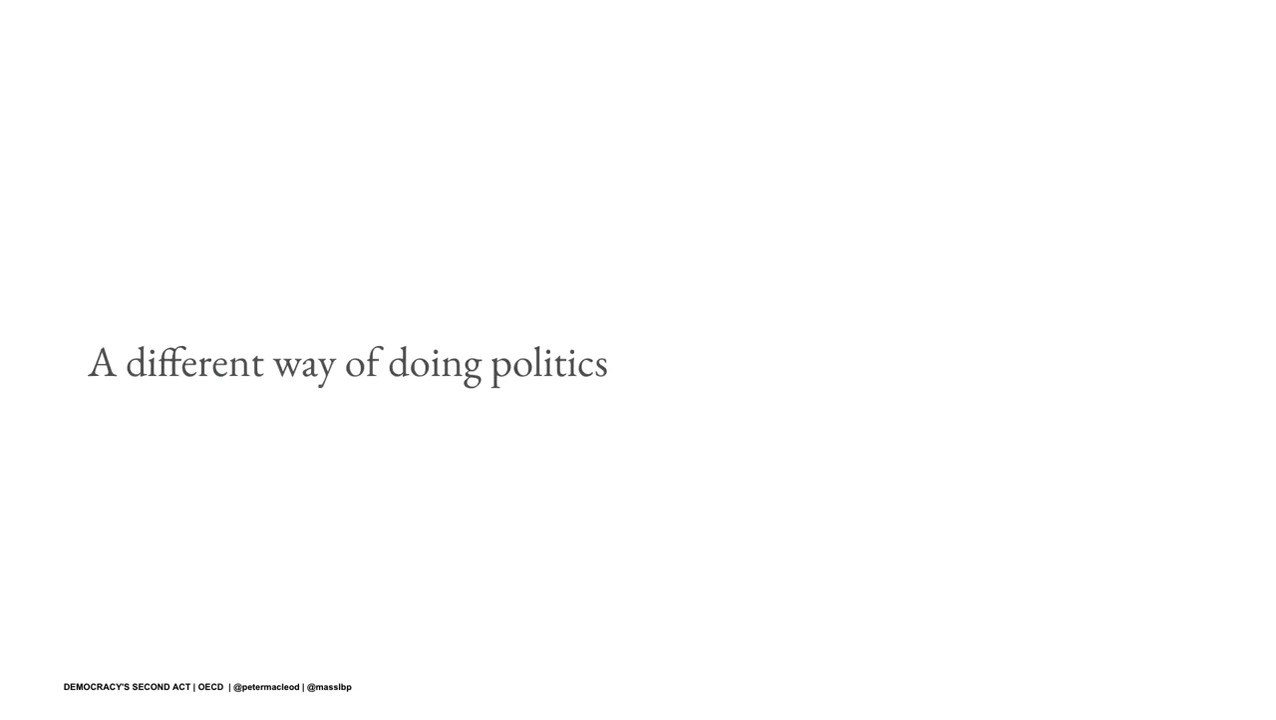 A different way of doing politics
DEMOCRACY'S SECOND ACT | OECD | @petermacleod | @masslbp